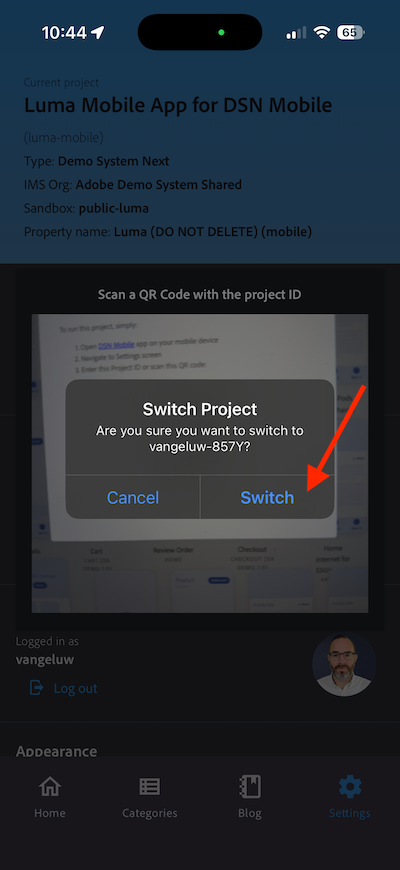 10:44
65
Current project
Luma Mobile App for DSN Mobile
(luma-mobile)
Type: Demo System Next
IMS Org: Adobe Demo System Shared
Sandbox: public-luma
Property name: Luma (DO NOT DELETE) (mobile)
Scan a QR Code with the project ID
To run this project, simply:
1. Open DSN Mobile app on your mobile device
2. Navigate to Settings screen
3. Enter this Project ID or scan this QR code:
Switch Project
Are you sure you want to switch to
vangeluw-857Y?
Cancel
Switch
Cart
Review Order
Checkout
Home
Logged in as
vangeluw
Log out
Appearance
Home
Categories
Blog
Settings